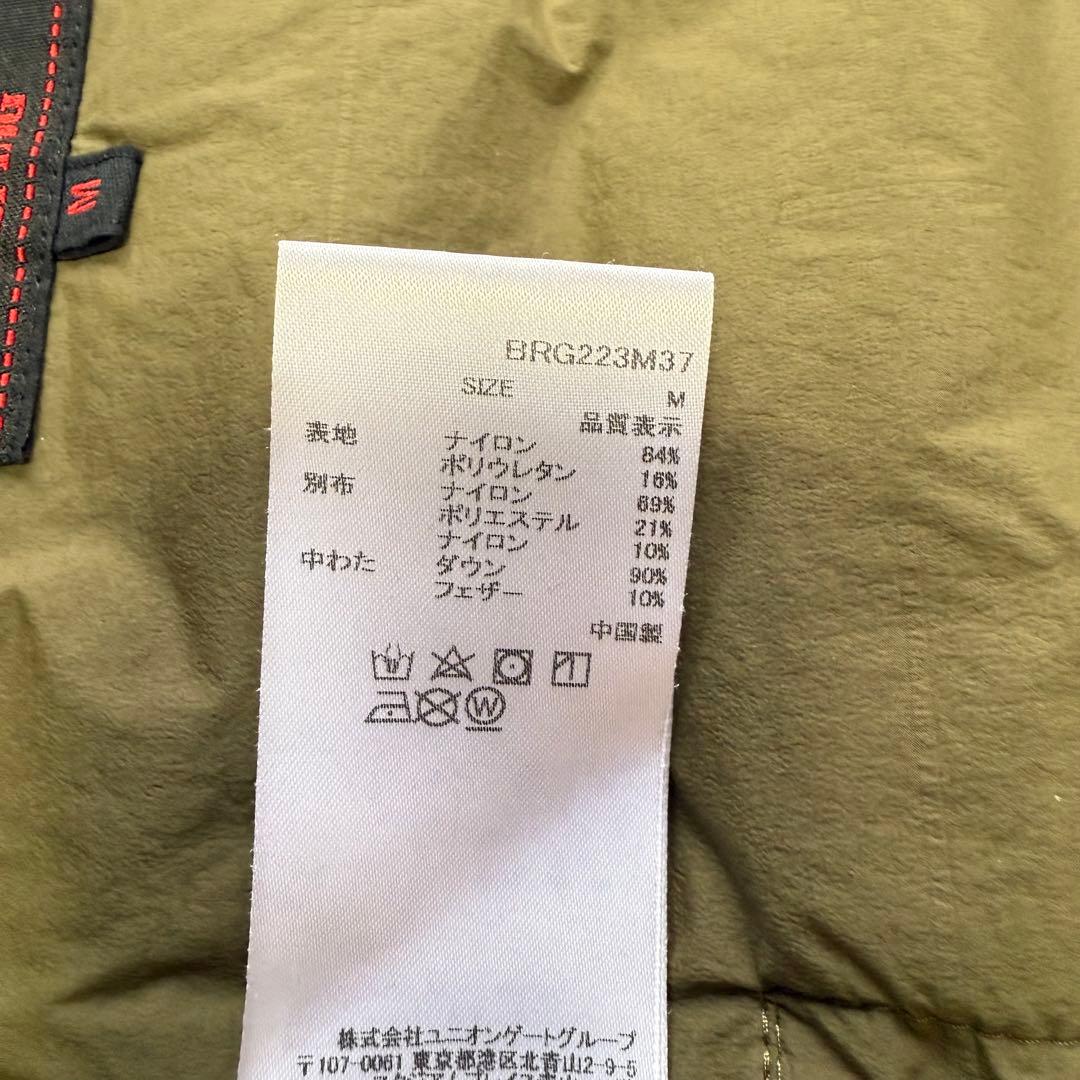 M
BRG223M37
SIZE M
品質表示
表地 ナイロン 84%
ポリウレタン 16%
別布 ナイロン 69%
ポリエステル 21%
ナイロン 10%
中わた ダウン 90%
フェザー 10%
中国製
W
株式会社ユニオンゲートグループ
〒107-0061 東京都港区北青山2-9-5